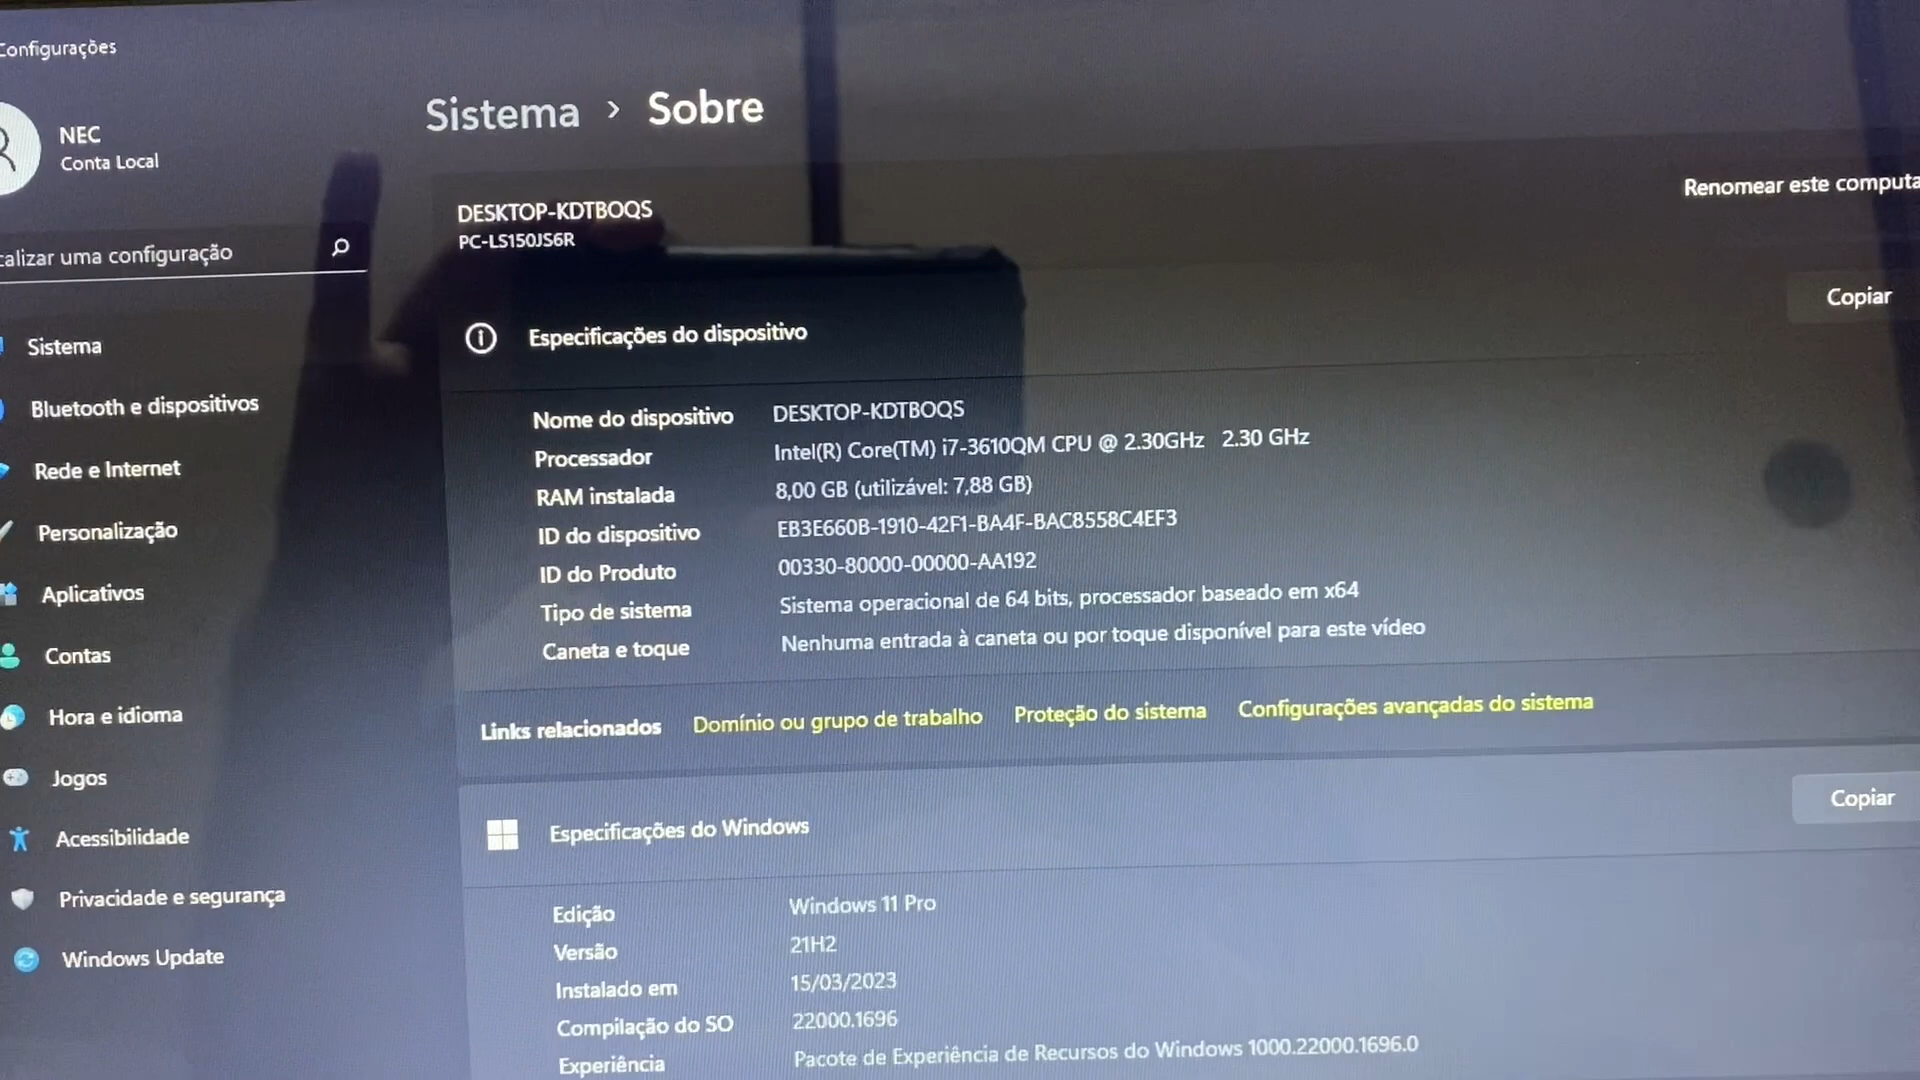 Configurações
NEC
Conta Local
calizar uma configuração
Sistema
Bluetooth e dispositivos
Rede e Internet
Personalização
Aplicativos
Contas
Hora e idioma
Jogos
Acessibilidade
Privacidade e segurança
Windows Update
Sistema > Sobre
DESKTOP-KDTBOQS
PC-LS150JS6R
Renomear este computa
Especificações do dispositivo
Copiar
Nome do dispositivo DESKTOP-KDTBOQS
Processador Intel(R) Core(TM) i7-3610QM CPU @ 2.30GHz 2.30 GHz
RAM instalada 8,00 GB (utilizável: 7,88 GB)
ID do dispositivo EB3E660B-1910-42F1-BA4F-BAC8558C4EF3
ID do Produto 00330-80000-00000-AA192
Tipo de sistema Sistema operacional de 64 bits, processador baseado em x64
Caneta e toque Nenhuma entrada à caneta ou por toque disponível para este vídeo
Links relacionados Domínio ou grupo de trabalho Proteção do sistema Configurações avançadas do sistema
Especificações do Windows
Copiar
Edição Windows 11 Pro
Versão 21H2
Instalado em 15/03/2023
Compilação do SO 22000.1696
Experiência Pacote de Experiência de Recursos do Windows 1000.22000.1696.0